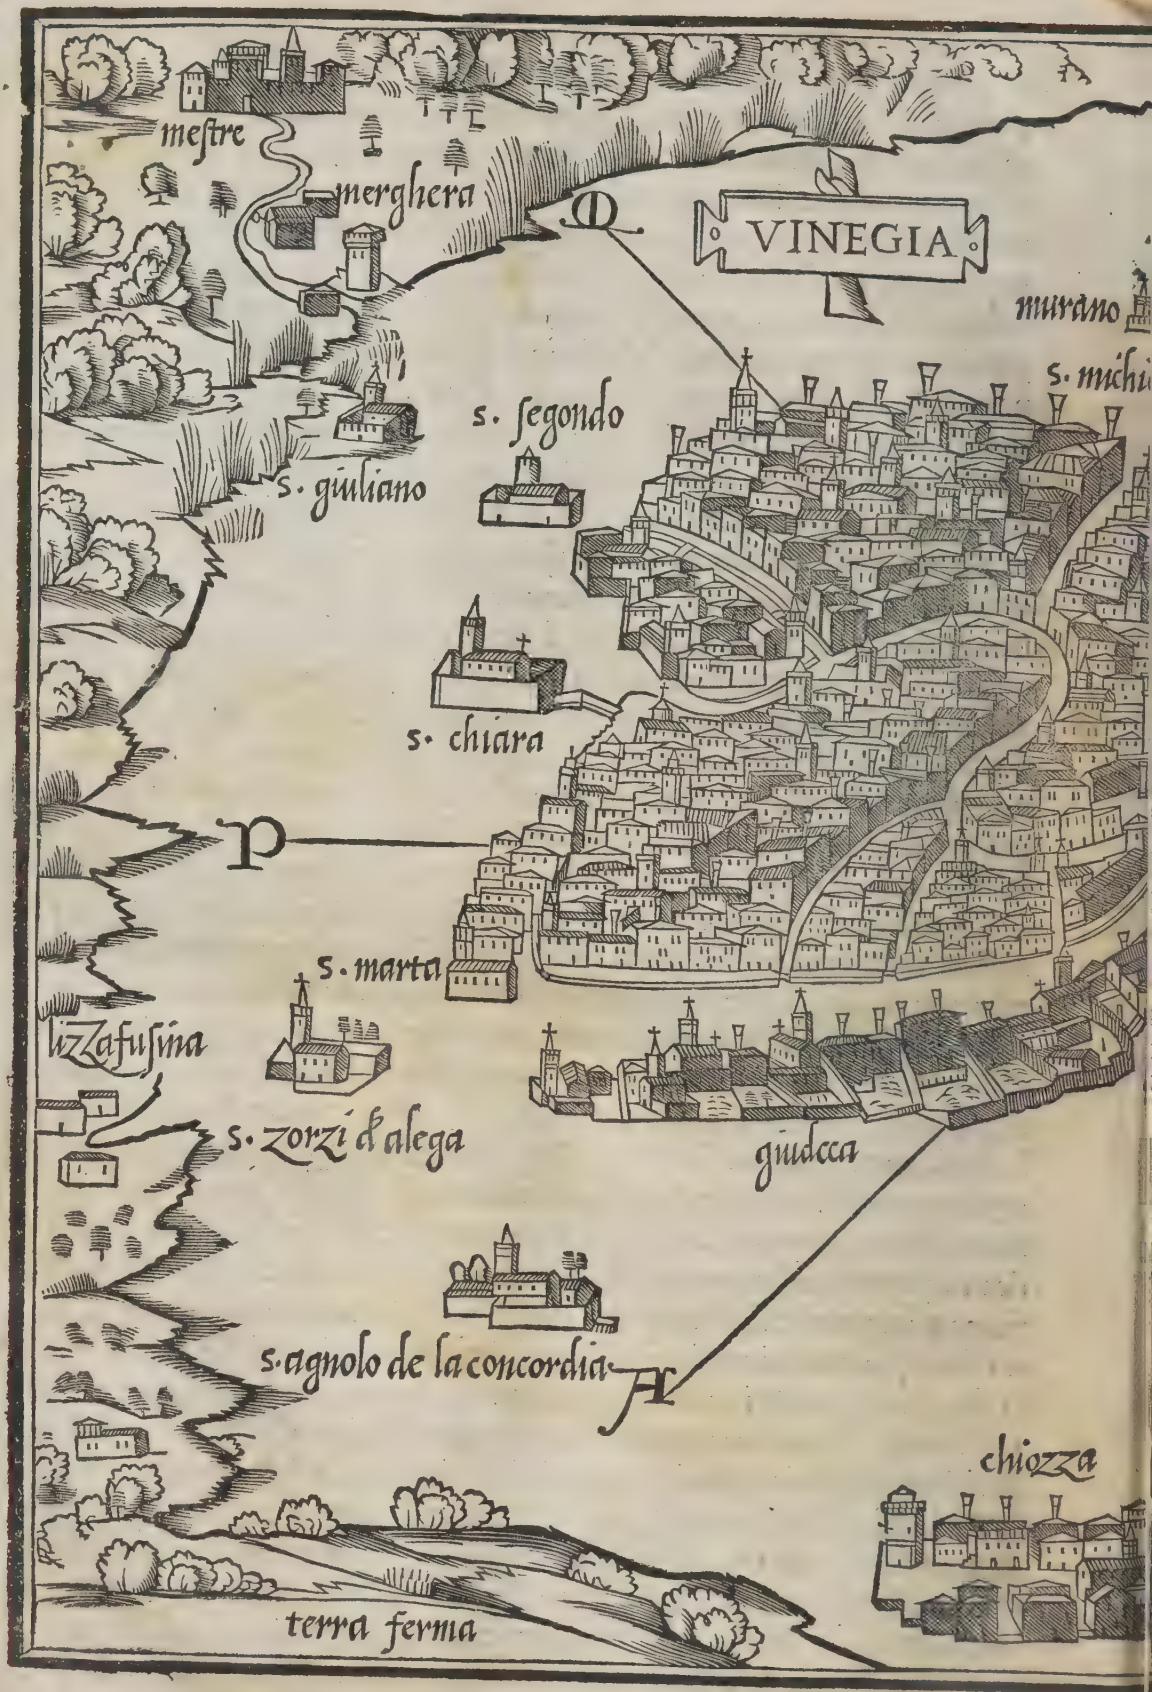 mestre
merghera
M
VINEGIA
murano
s. michi
s. segondo
s. giuliano
s. chiara
P
s. marta
lizzafusina
s. zorzi d'alega
giudeca
s. agnolo de la concordia
A
chiozza
terra ferma